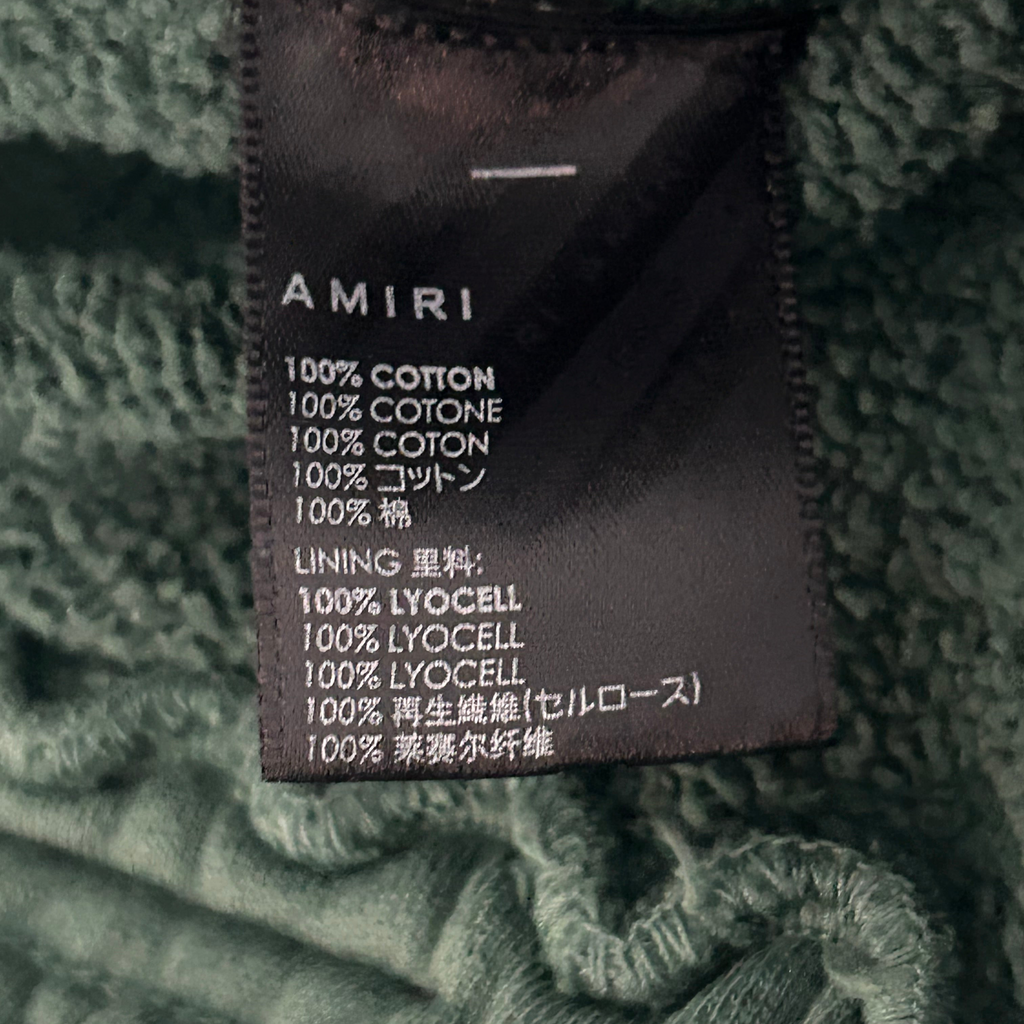 AMIRI
100% COTTON
100% COTONE
100% COTON
100% コットン
100% 棉
LINING 里料:
100% LYOCELL
100% LYOCELL
100% LYOCELL
100% 再生繊維(セルロース)
100% 莱赛尔纤维